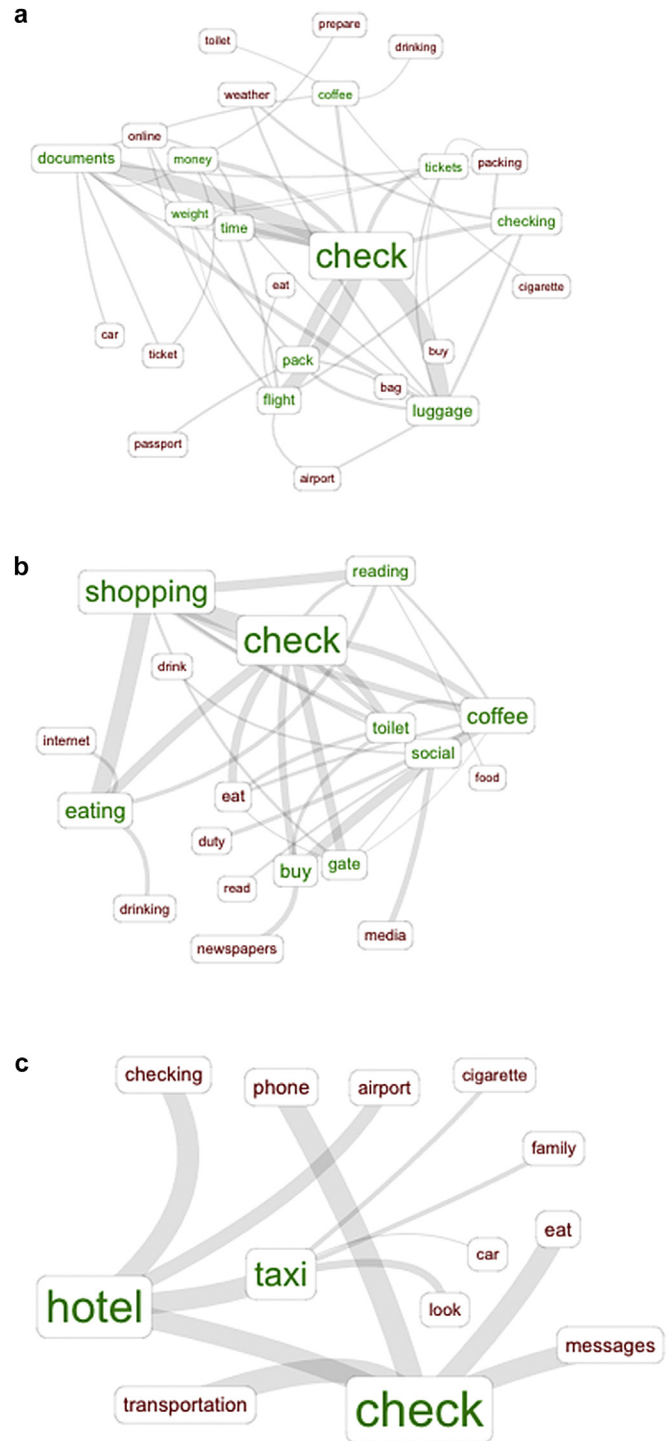 a
prepare
toilet
drinking
weather
coffee
online
documents
money
tickets
packing
weight
time
checking
check
eat
cigarette
car
ticket
pack
buy
bag
flight
luggage
passport
airport
b
reading
shopping
check
drink
coffee
toilet
internet
social
food
eating
eat
duty
buy
gate
read
drinking
media
newspapers
c
checking
phone
airport
cigarette
family
eat
car
taxi
hotel
look
messages
transportation
check